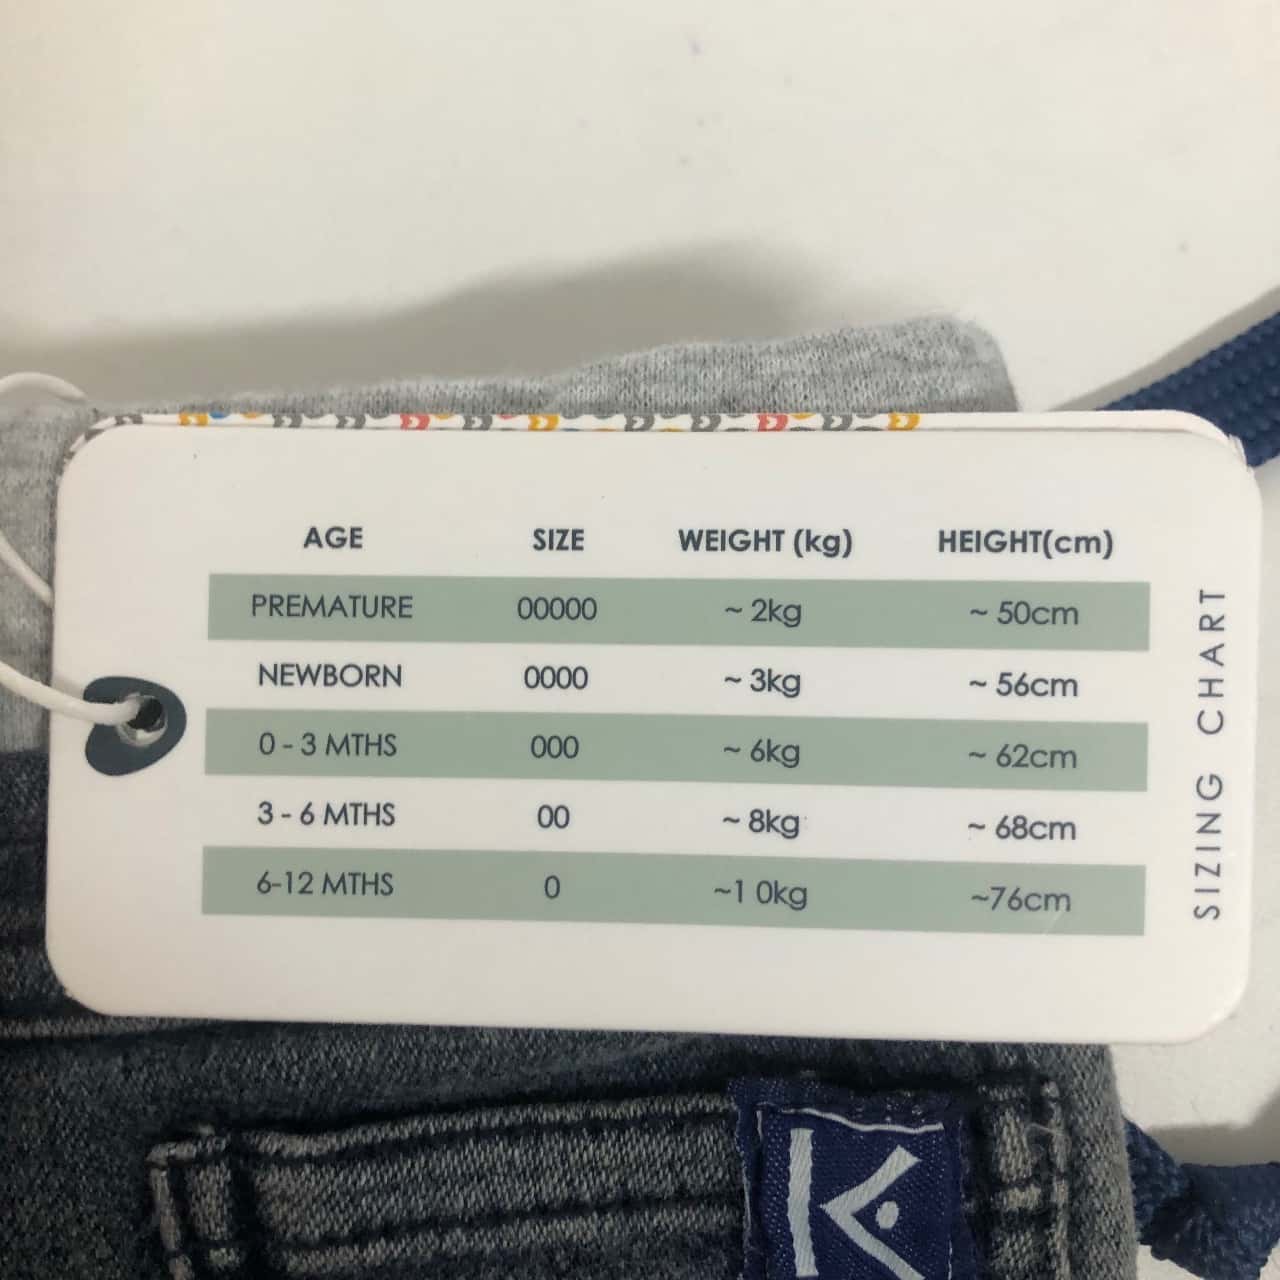 AGE SIZE WEIGHT (kg) HEIGHT(cm)
PREMATURE 00000 ~ 2kg ~ 50cm
NEWBORN 0000 ~ 3kg ~ 56cm
0 - 3 MTHS 000 ~ 6kg ~ 62cm
3 - 6 MTHS 00 ~ 8kg ~ 68cm
6-12 MTHS 0 ~1 0kg ~76cm
SIZING CHART
K